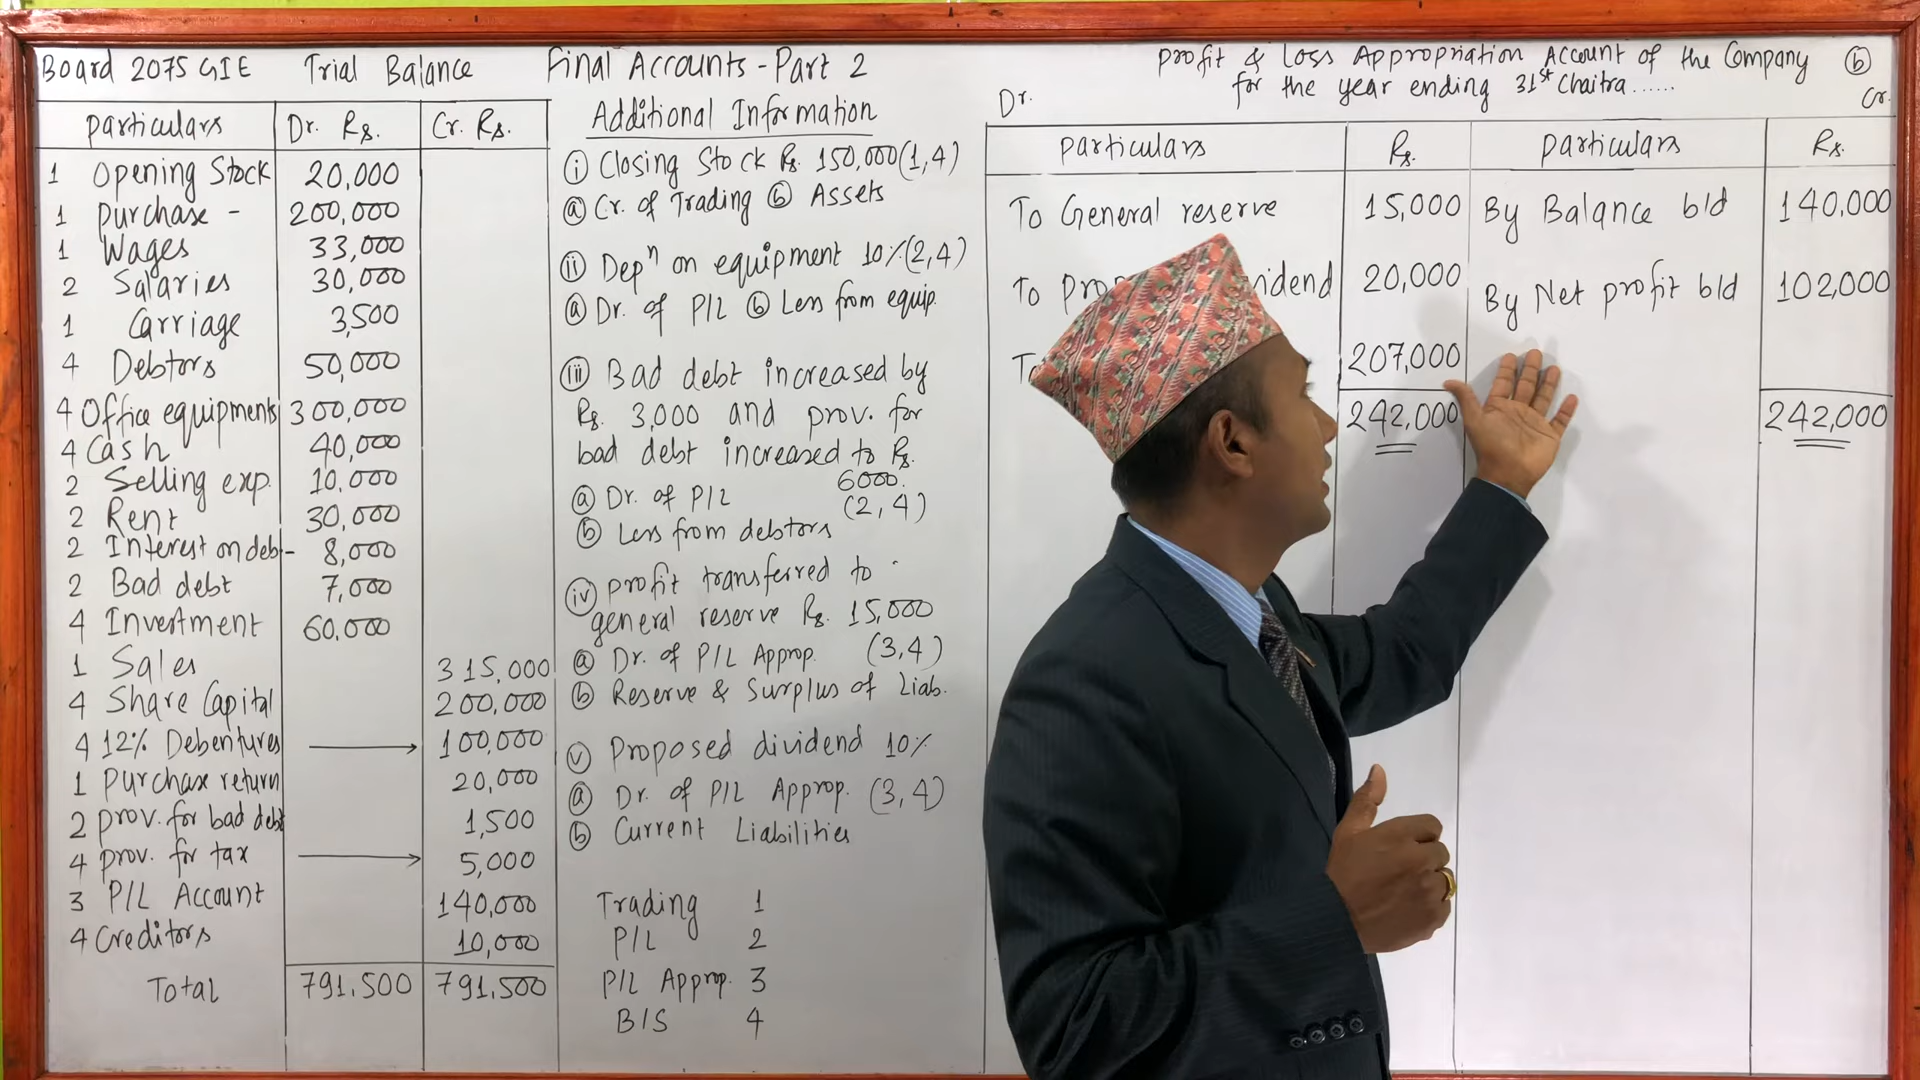 Board 2075 GIE Trial Balance Final Accounts - Part 2
Particulars Dr. Rs. Cr. Rs.
1 Opening Stock 20,000
1 Purchase - 200,000
1 Wages 33,000
2 Salaries 30,000
1 Carriage 3,500
4 Debtors 50,000
4 Office equipments 300,000
4 Cash 40,000
2 Selling exp. 10,000
2 Rent 30,000
2 Interest on deb- 8,000
2 Bad debt 7,000
4 Investment 60,000
1 Sales 315,000
4 Share Capital 200,000
4 12% Debentures 100,000
1 Purchase return 20,000
2 Prov. for bad debt 1,500
4 Prov. for tax 5,000
3 P/L Account 140,000
4 Creditors 10,000
Total 791,500 791,500
Additional Information
(i) Closing Stock Rs. 150,000 (1,4)
(a) Cr. of Trading (b) Assets
(ii) Depn on equipment 10% (2,4)
(a) Dr. of P/L (b) Less from equip.
(iii) Bad debt increased by
Rs. 3,000 and prov. for
bad debt increased to Rs.
6000.
(a) Dr. of P/L (2,4)
(b) Less from debtors
(iv) Profit transferred to
general reserve Rs. 15,000
(a) Dr. of P/L Approp. (3,4)
(b) Reserve & Surplus of Liab.
(v) Proposed dividend 10%
(a) Dr. of P/L Approp. (3,4)
(b) Current Liabilities
Trading 1
P/L 2
P/L Approp. 3
B/S 4
Profit & Loss Appropriation Account of the Company (b)
for the year ending 31st Chaitra......
Dr. Cr.
Particulars Rs. Particulars Rs.
To General reserve 15,000 By Balance b/d 140,000
To 20,000 By Net profit b/d 102,000
207,000
242,000 242,000